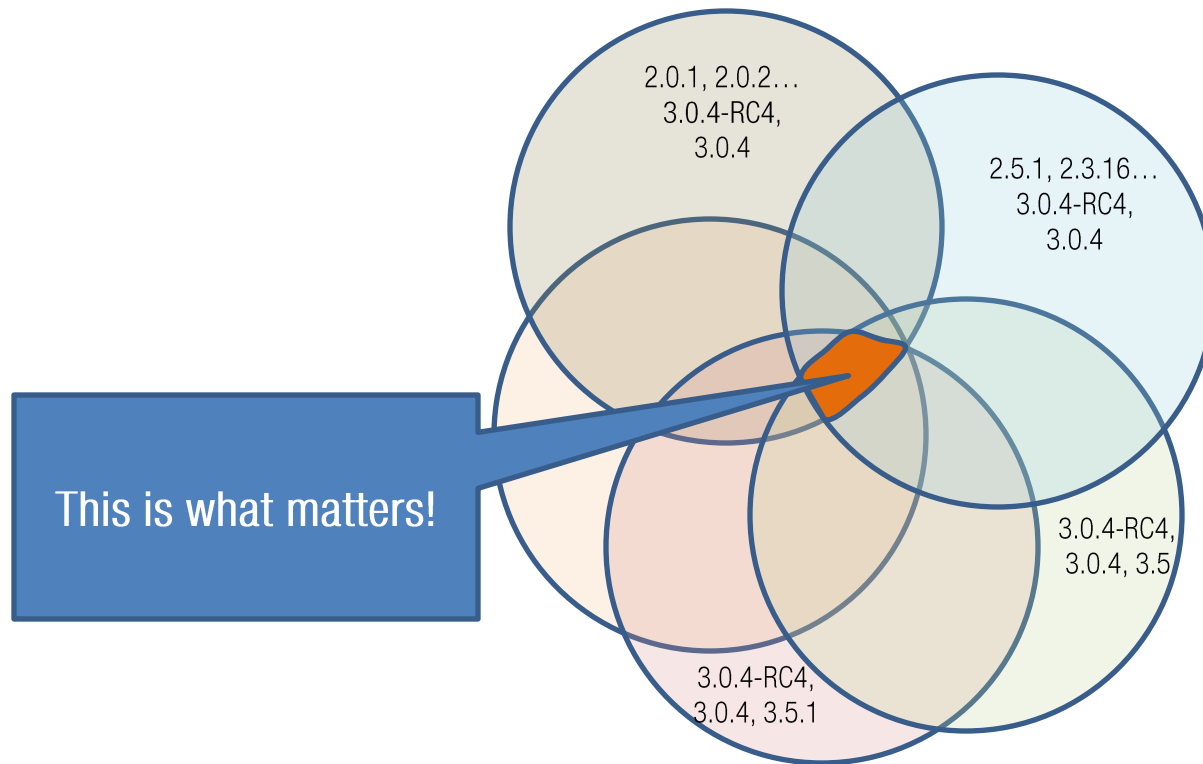 2.0.1, 2.0.2…
3.0.4-RC4,
3.0.4
2.5.1, 2.3.16…
3.0.4-RC4,
3.0.4
This is what matters!
3.0.4-RC4,
3.0.4, 3.5
3.0.4-RC4,
3.0.4, 3.5.1